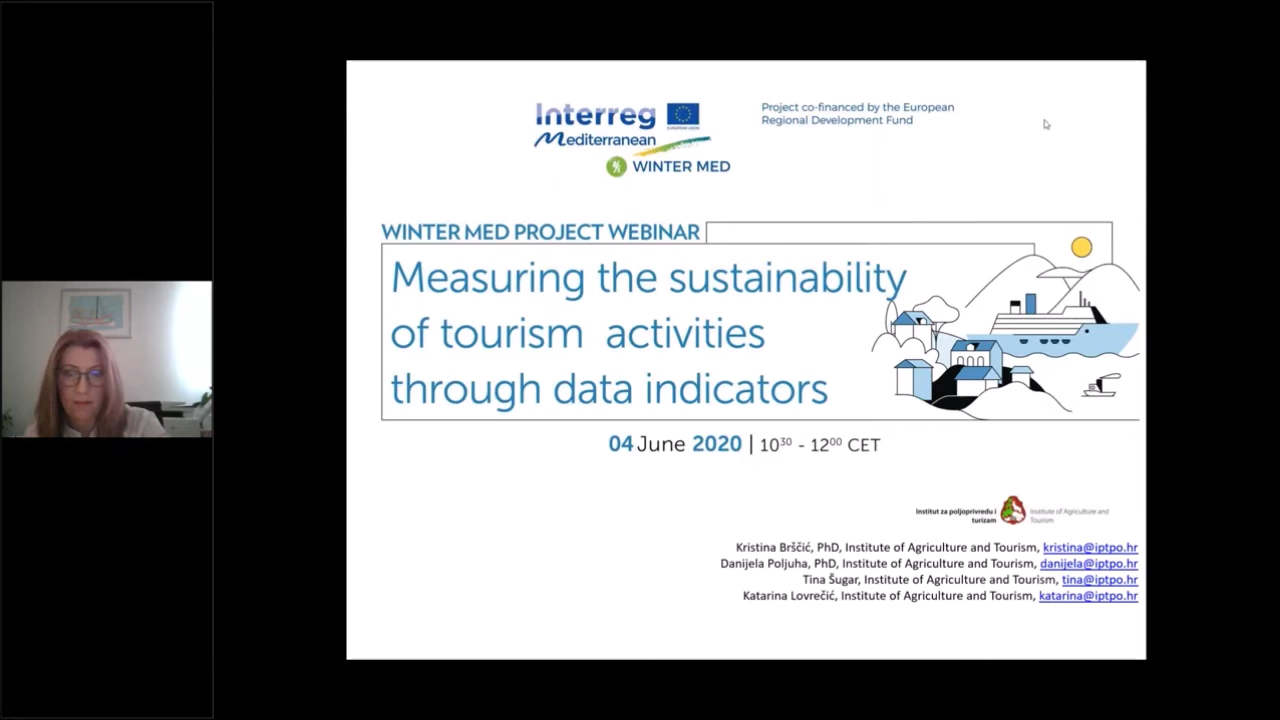 Interreg
EUROPEAN UNION
Mediterranean
WINTER MED
Project co-financed by the European
Regional Development Fund
WINTER MED PROJECT WEBINAR
Measuring the sustainability
of tourism activities
through data indicators
04 June 2020 | 10³⁰ - 12⁰⁰ CET
Institut za poljoprivredu i
turizam
Institute of Agriculture and
Tourism
Kristina Brščić, PhD, Institute of Agriculture and Tourism, kristina@iptpo.hr
Danijela Poljuha, PhD, Institute of Agriculture and Tourism, danijela@iptpo.hr
Tina Šugar, Institute of Agriculture and Tourism, tina@iptpo.hr
Katarina Lovrečić, Institute of Agriculture and Tourism, katarina@iptpo.hr